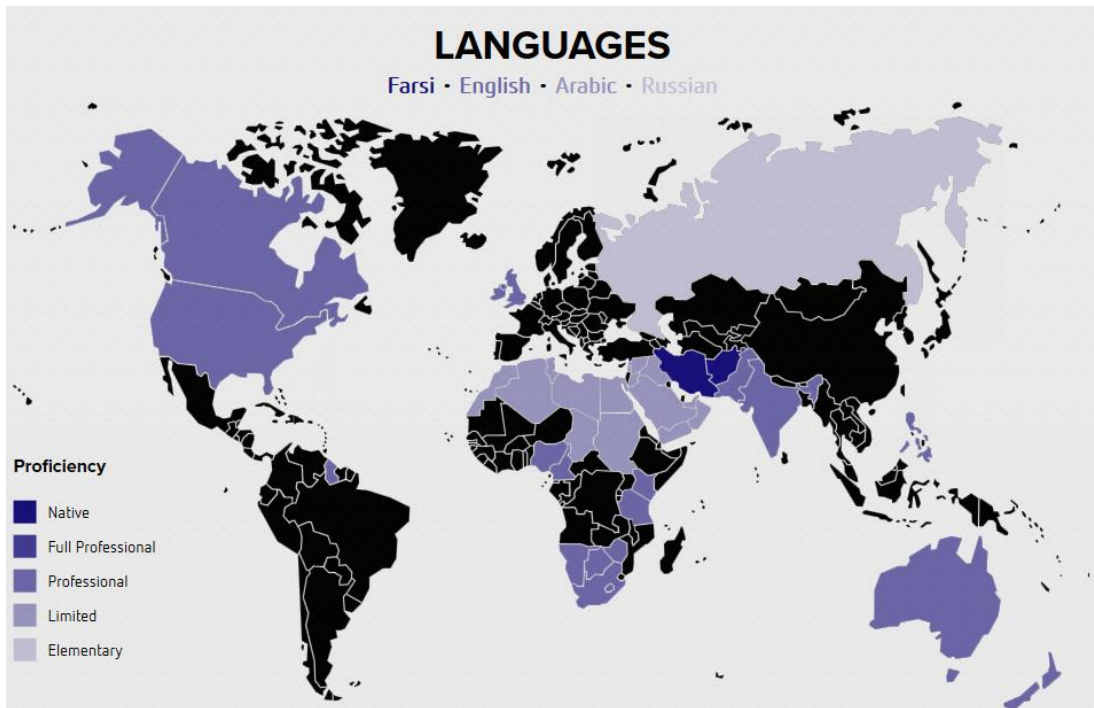 LANGUAGES
Farsi · English · Arabic · Russian
Proficiency
Native
Full Professional
Professional
Limited
Elementary